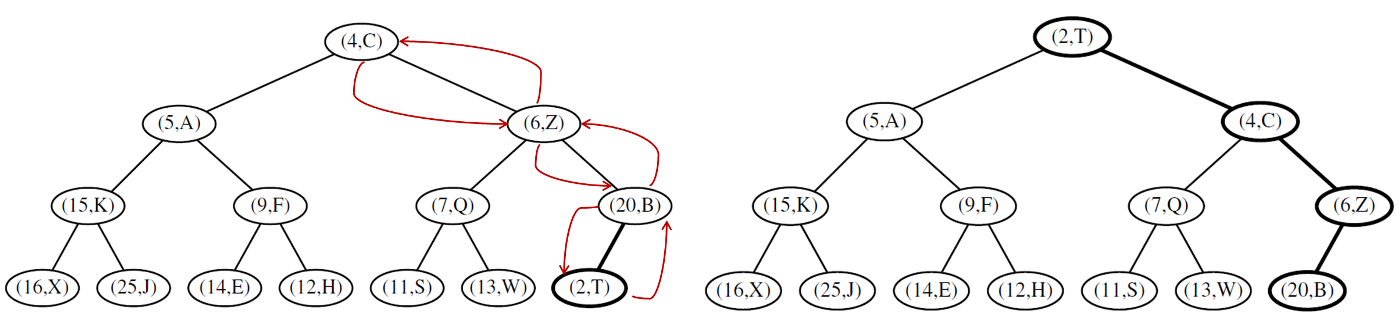 (4,C)
(5,A) (6,Z)
(15,K) (9,F) (7,Q) (20,B)
(16,X) (25,J) (14,E) (12,H) (11,S) (13,W) (2,T)
(2,T)
(5,A) (4,C)
(15,K) (9,F) (7,Q) (6,Z)
(16,X) (25,J) (14,E) (12,H) (11,S) (13,W) (20,B)